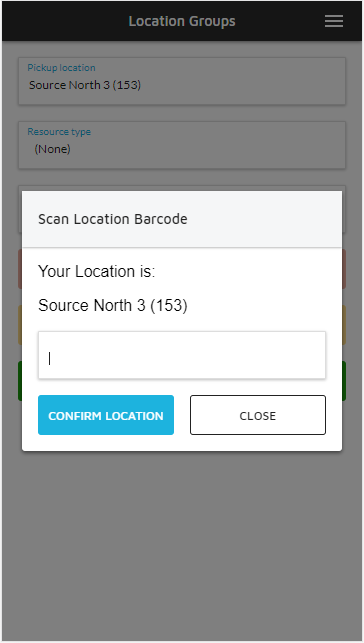 Location Groups
Pickup location
Source North 3 (153)
Resource type
(None)
Scan Location Barcode
Your Location is:
Source North 3 (153)
CONFIRM LOCATION
CLOSE